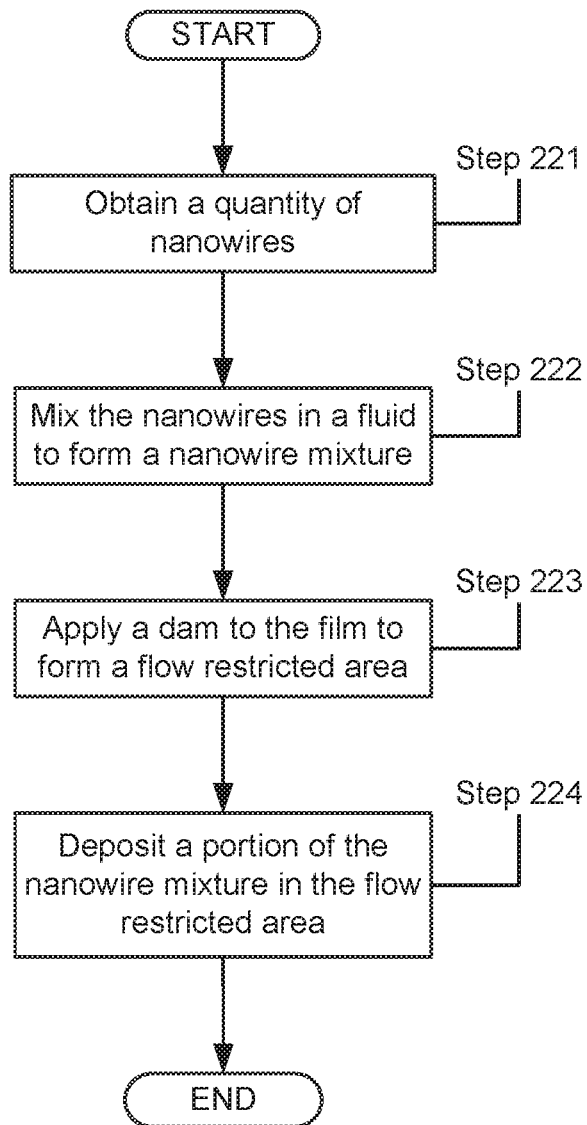 START
Step 221
Obtain a quantity of
nanowires
Step 222
Mix the nanowires in a fluid
to form a nanowire mixture
Step 223
Apply a dam to the film to
form a flow restricted area
Step 224
Deposit a portion of the
nanowire mixture in the flow
restricted area
END